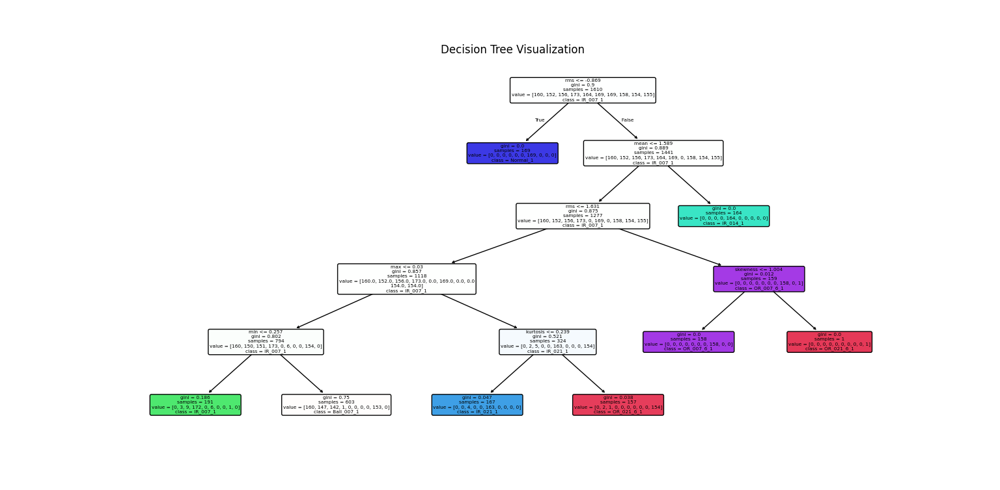 Decision Tree Visualization
rms <= -0.869
gini = 0.9
samples = 1610
value = [160, 152, 156, 173, 164, 169, 169, 158, 154, 155]
class = IR_007_1
True
False
gini = 0.0
samples = 169
value = [0, 0, 0, 0, 0, 0, 169, 0, 0, 0]
class = Normal_1
mean <= 1.589
gini = 0.889
samples = 1441
value = [160, 152, 156, 173, 164, 169, 0, 158, 154, 155]
class = IR_007_1
rms <= 1.631
gini = 0.875
samples = 1277
value = [160, 152, 156, 173, 0, 169, 0, 158, 154, 155]
class = IR_007_1
gini = 0.0
samples = 164
value = [0, 0, 0, 0, 164, 0, 0, 0, 0, 0]
class = IR_014_1
max <= 0.03
gini = 0.857
samples = 1118
value = [160.0, 152.0, 156.0, 173.0, 0.0, 169.0, 0.0, 0.0
154.0, 154.0]
class = IR_007_1
skewness <= 1.004
gini = 0.012
samples = 159
value = [0, 0, 0, 0, 0, 0, 0, 158, 0, 1]
class = OR_007_6_1
min <= 0.257
gini = 0.802
samples = 794
value = [160, 150, 151, 173, 0, 6, 0, 0, 154, 0]
class = IR_007_1
kurtosis <= 0.239
gini = 0.521
samples = 324
value = [0, 2, 5, 0, 0, 163, 0, 0, 0, 154]
class = IR_021_1
gini = 0.0
samples = 158
value = [0, 0, 0, 0, 0, 0, 0, 158, 0, 0]
class = OR_007_6_1
gini = 0.0
samples = 1
value = [0, 0, 0, 0, 0, 0, 0, 0, 0, 1]
class = OR_021_6_1
gini = 0.186
samples = 191
value = [0, 3, 9, 172, 0, 6, 0, 0, 1, 0]
class = IR_007_1
gini = 0.75
samples = 603
value = [160, 147, 142, 1, 0, 0, 0, 0, 153, 0]
class = Ball_007_1
gini = 0.047
samples = 167
value = [0, 0, 4, 0, 0, 163, 0, 0, 0, 0]
class = IR_021_1
gini = 0.038
samples = 157
value = [0, 2, 1, 0, 0, 0, 0, 0, 0, 154]
class = OR_021_6_1